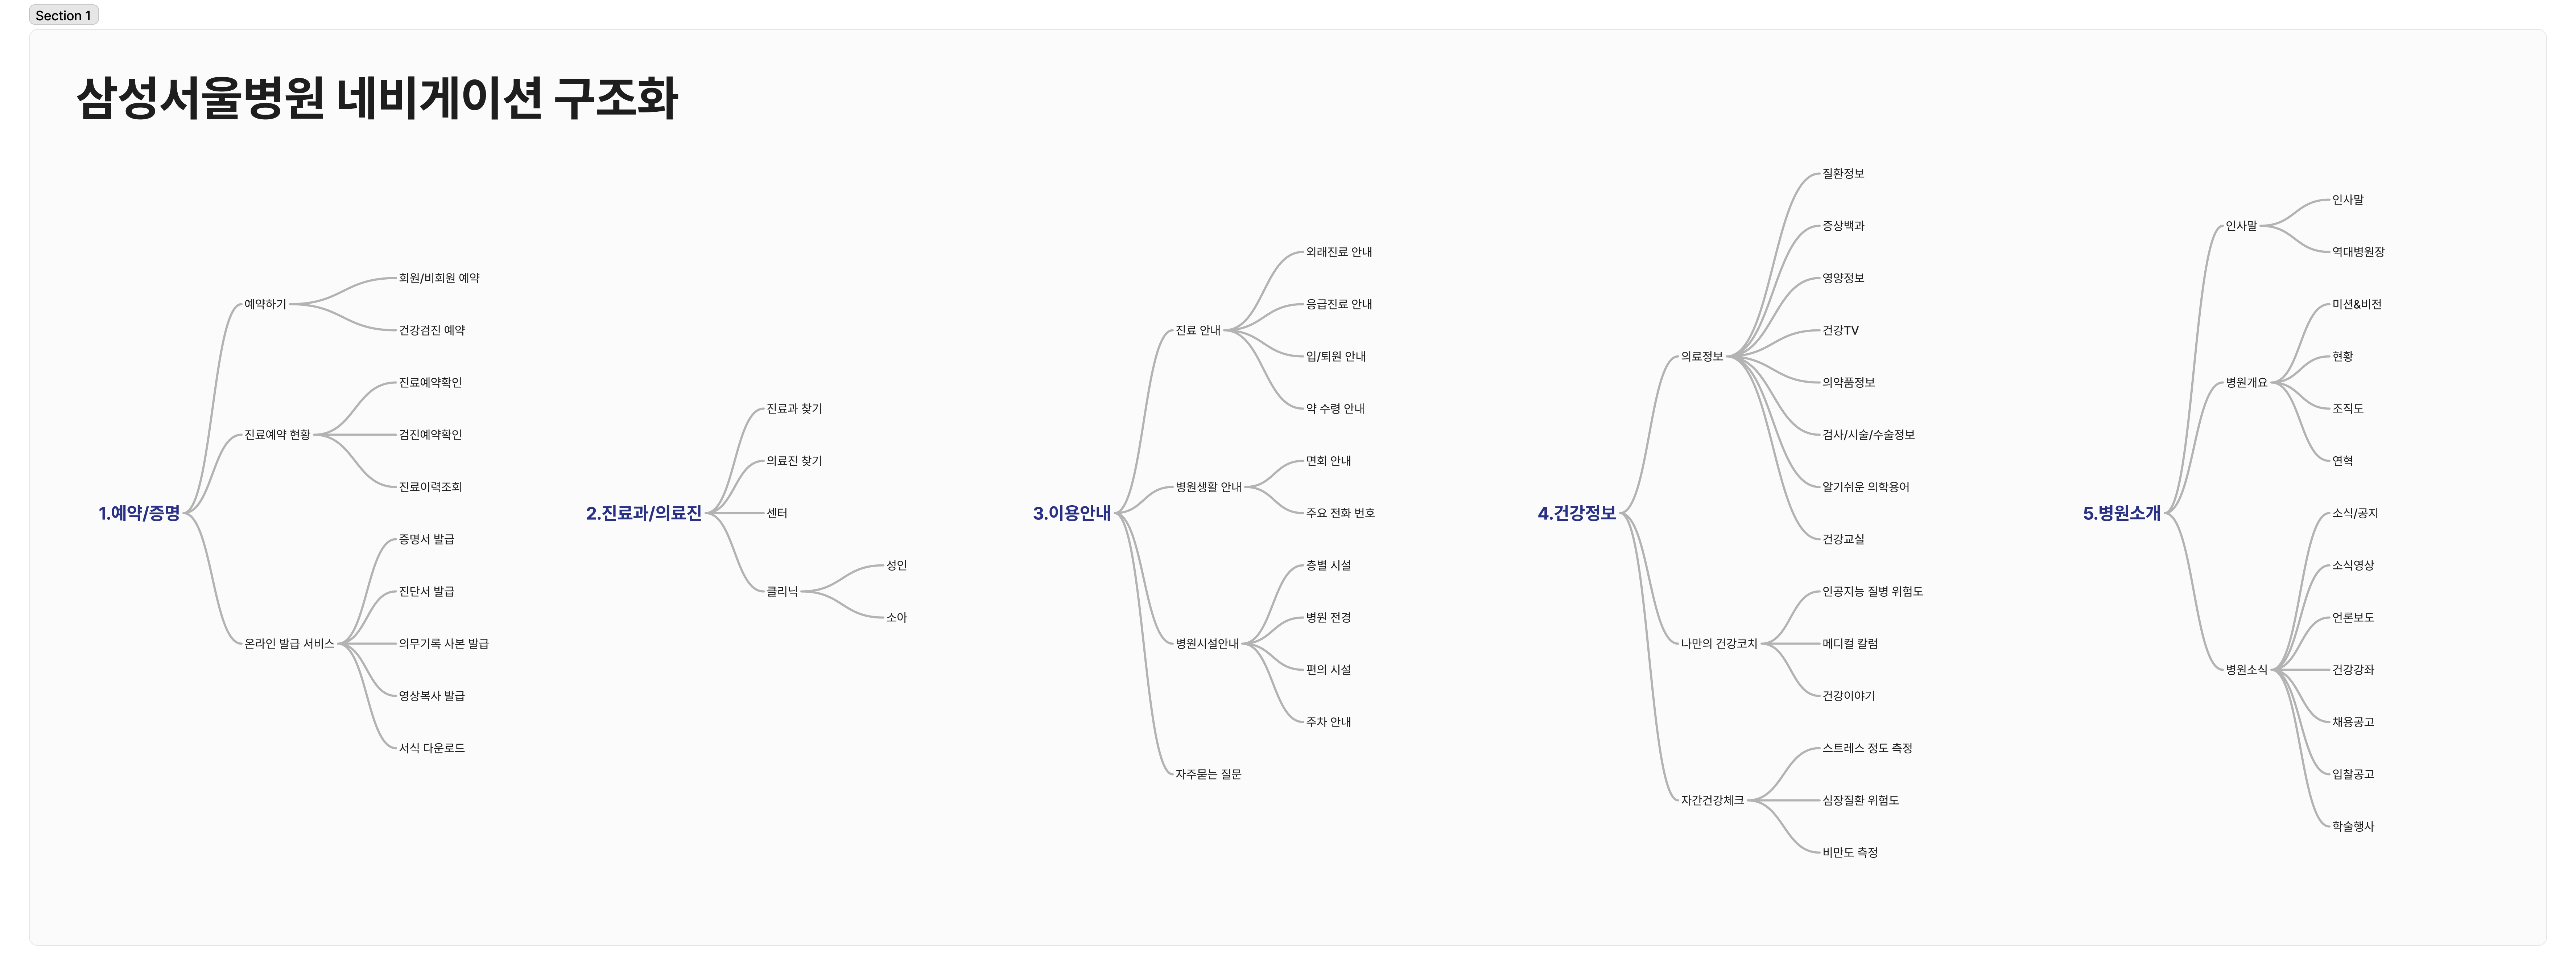 Section 1
삼성서울병원 네비게이션 구조화
1.예약/증명
예약하기
회원/비회원 예약
건강검진 예약
진료예약 현황
진료예약확인
검진예약확인
진료이력조회
온라인 발급 서비스
증명서 발급
진단서 발급
의무기록 사본 발급
영상복사 발급
서식 다운로드
2.진료과/의료진
진료과 찾기
의료진 찾기
센터
클리닉
성인
소아
3.이용안내
진료 안내
외래진료 안내
응급진료 안내
입/퇴원 안내
약 수령 안내
병원생활 안내
면회 안내
주요 전화 번호
병원시설안내
층별 시설
병원 전경
편의 시설
주차 안내
자주묻는 질문
4.건강정보
의료정보
질환정보
증상백과
영양정보
건강TV
의약품정보
검사/시술/수술정보
알기쉬운 의학용어
건강교실
나만의 건강코치
인공지능 질병 위험도
메디컬 칼럼
건강이야기
자간건강체크
스트레스 정도 측정
심장질환 위험도
비만도 측정
5.병원소개
인사말
인사말
역대병원장
병원개요
미션&비전
현황
조직도
연혁
병원소식
소식/공지
소식영상
언론보도
건강강좌
채용공고
입찰공고
학술행사